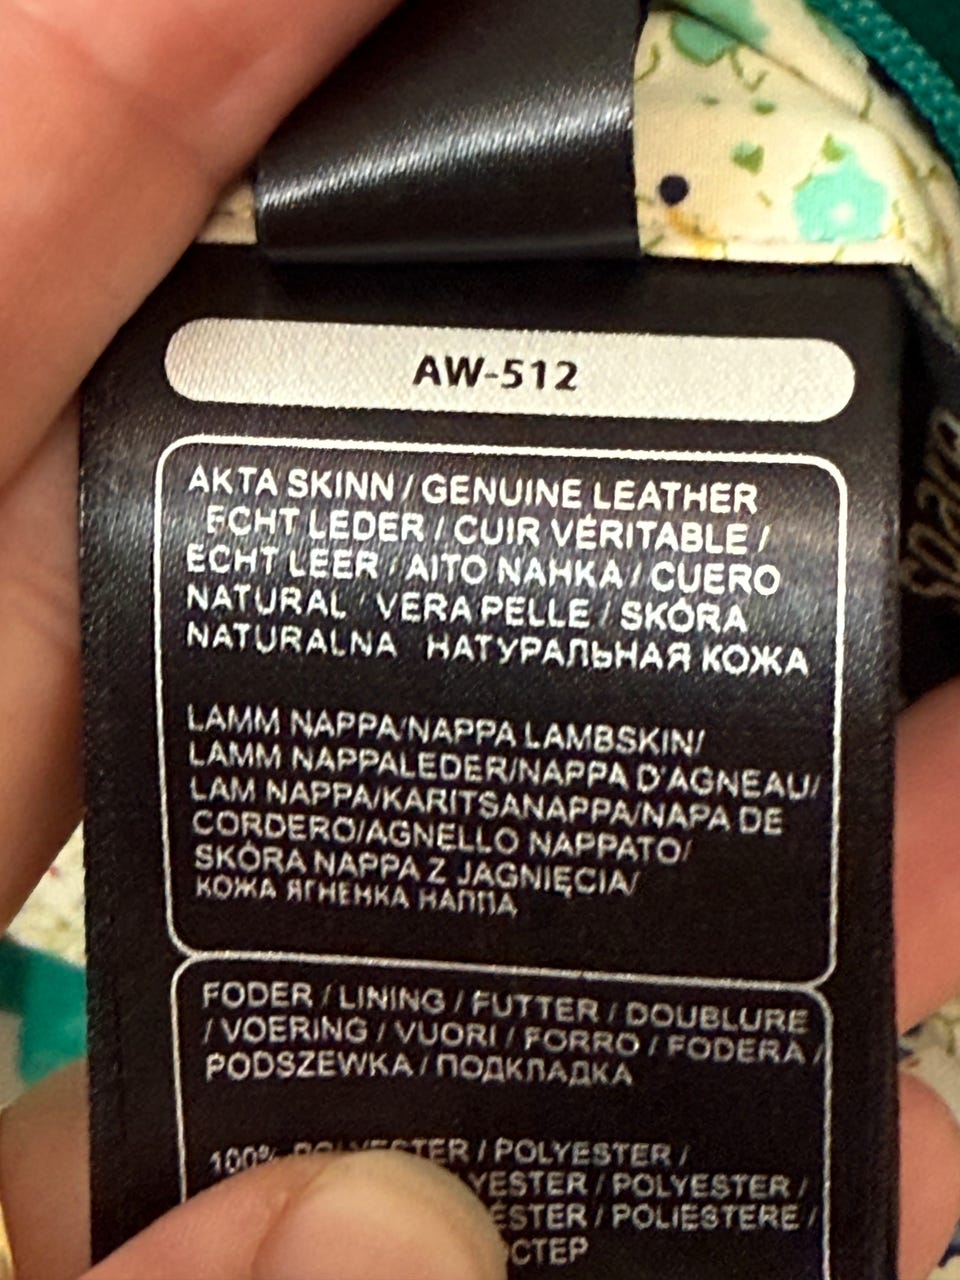 AW-512
AKTA SKINN / GENUINE LEATHER
ECHT LEDER / CUIR VÉRITABLE /
ECHT LEER / AITO NAHKA / CUERO
NATURAL / VERA PELLE / SKÓRA
NATURALNA НАТУРАЛЬНАЯ КОЖА
LAMM NAPPA/NAPPA LAMBSKIN/
LAMM NAPPALEDER/NAPPA D'AGNEAU/
LAM NAPPA/KARITSANAPPA/NAPA DE
CORDERO/AGNELLO NAPPATO/
SKÓRA NAPPA Z JAGNIĘCIA/
КОЖА ЯГНЕНКА НАППА
FODER / LINING / FUTTER / DOUBLURE
/ VOERING / VUORI / FORRO / FODERA /
PODSZEWKA / ПОДКЛАДКА
100% POLYESTER / POLYESTER /
YESTER / POLYESTER /
ÉSTER / POLIESTERE /
СТЕР